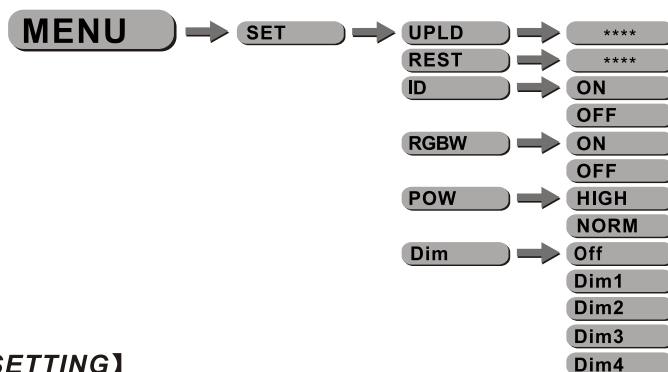 MENU SET UPLD ****
REST ****
ID ON
OFF
RGBW ON
OFF
POW HIGH
NORM
Dim Off
Dim1
Dim2
Dim3
SETTING】 Dim4